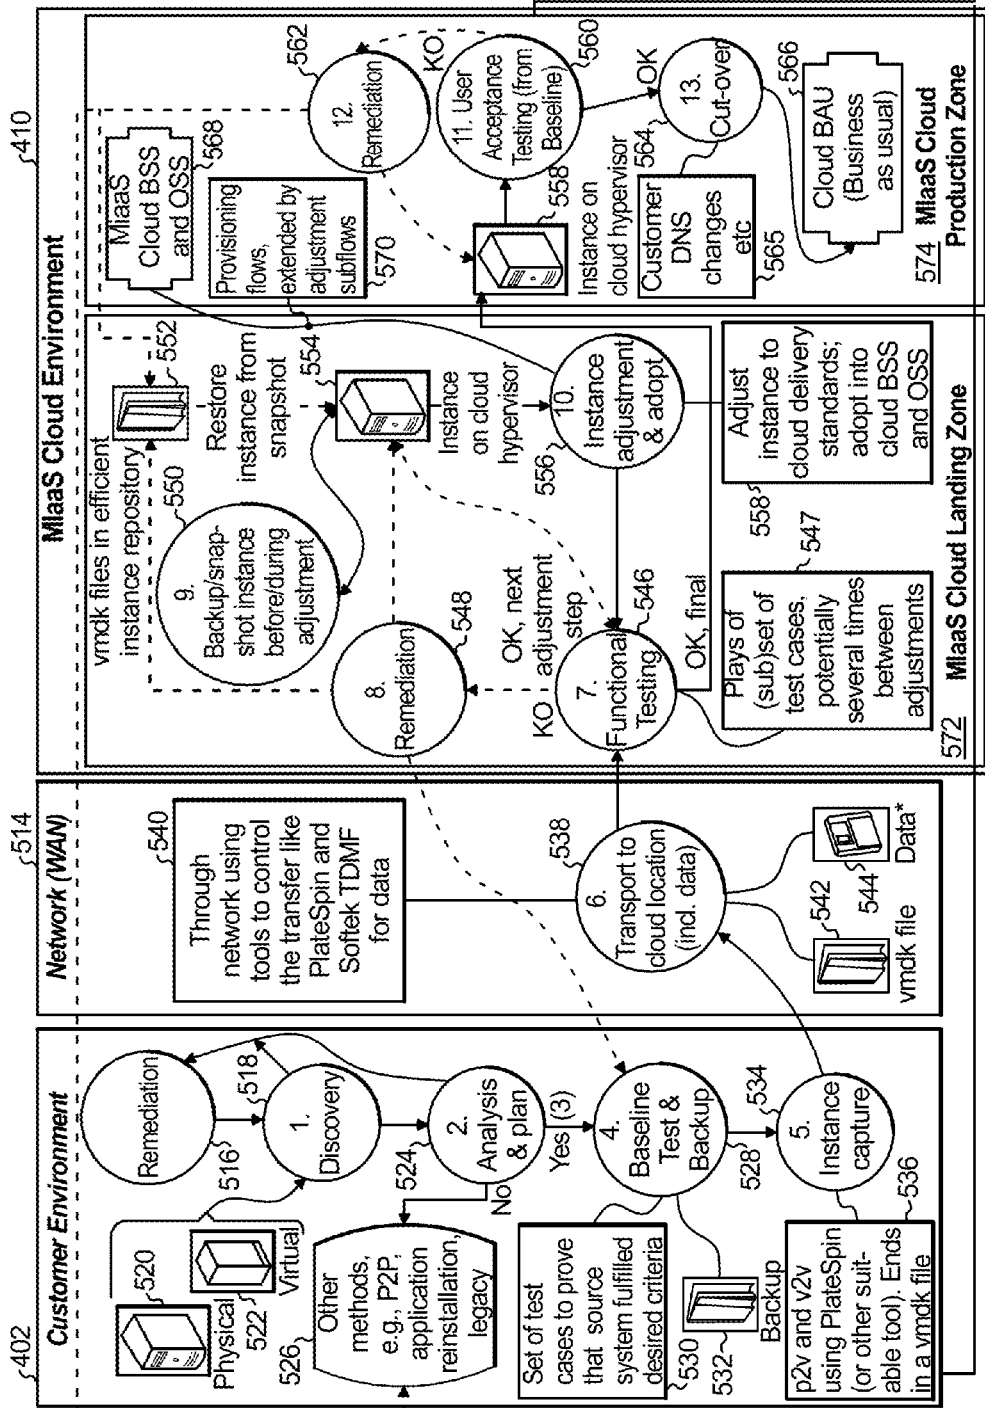 402
Customer Environment
Remediation
516
518
1.
Discovery
520
Physical
522
Virtual
524
2.
Analysis
& plan
No
Yes (3)
526
Other
methods,
e.g., P2P,
application
reinstallation,
legacy
4.
Baseline
Test &
Backup
528
Set of test
cases to prove
that source
system fulfilled
desired criteria
530
532
Backup
534
5.
Instance
capture
536
p2v and v2v
using PlateSpin
(or other suit-
able tool). Ends
in a vmdk file
514
Network (WAN)
540
Through
network using
tools to control
the transfer like
PlateSpin and
Softek TDMF
for data
538
6.
Transport to
cloud location
(incl. data)
542
vmdk file
544
Data*
410
MIaaS Cloud Environment
vmdk files in efficient
instance repository
552
550
9.
Backup/snap-
shot instance
before/during
adjustment
Restore
instance from
snapshot
554
8.
Remediation
548
KO
OK, next
adjustment
step
Instance
on cloud
hypervisor
7.
Functional
Testing
546
OK, final
556
10.
Instance
adjustment
& adopt
547
Plays of
(sub)set of
test cases,
potentially
several times
between
adjustments
558
Adjust
instance to
cloud delivery
standards;
adopt into
cloud BSS
and OSS
572
MIaaS Cloud Landing Zone
MIaaS
Cloud BSS
and OSS
568
Provisioning
flows,
extended by
adjustment
subflows
570
562
12.
Remediation
KO
11. User
Acceptance
Testing (from
Baseline)
560
558
Instance on
cloud hypervisor
OK
564
13.
Cut-over
Customer
DNS
changes
etc
565
566
Cloud BAU
(Business
as usual)
574 MIaaS Cloud
Production Zone